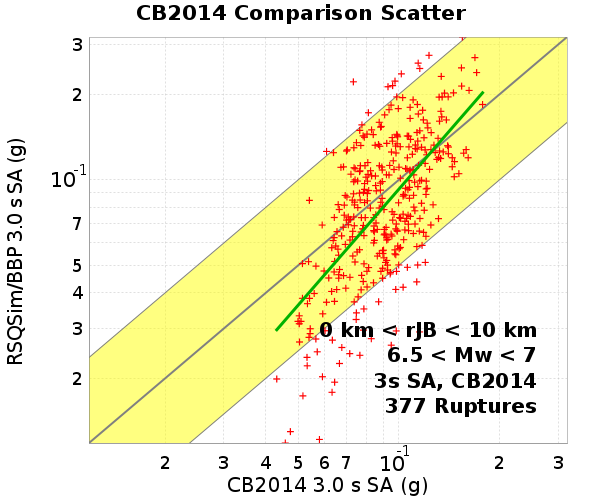 CB2014 Comparison Scatter
RSQSim/BBP 3.0 s SA (g)
3
2
10-1
7
5
4
3
2
0 km < rJB < 10 km
6.5 < Mw < 7
3s SA, CB2014
377 Ruptures
2 3 4 5 6 7 10-1 2 3
CB2014 3.0 s SA (g)